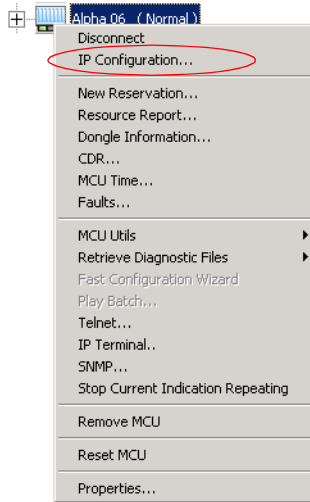 Alpha 06 (Normal)
Disconnect
IP Configuration...
New Reservation...
Resource Report...
Dongle Information...
CDR...
MCU Time...
Faults...
MCU Utils
Retrieve Diagnostic Files
Fast Configuration Wizard
Play Batch...
Telnet...
IP Terminal..
SNMP...
Stop Current Indication Repeating
Remove MCU
Reset MCU
Properties...